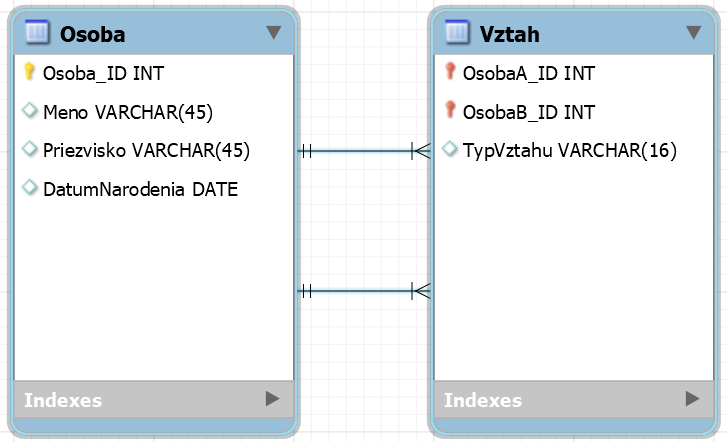 Osoba
Osoba_ID INT
Meno VARCHAR(45)
Priezvisko VARCHAR(45)
DatumNarodenia DATE
Indexes
Vztah
OsobaA_ID INT
OsobaB_ID INT
TypVztahu VARCHAR(16)
Indexes